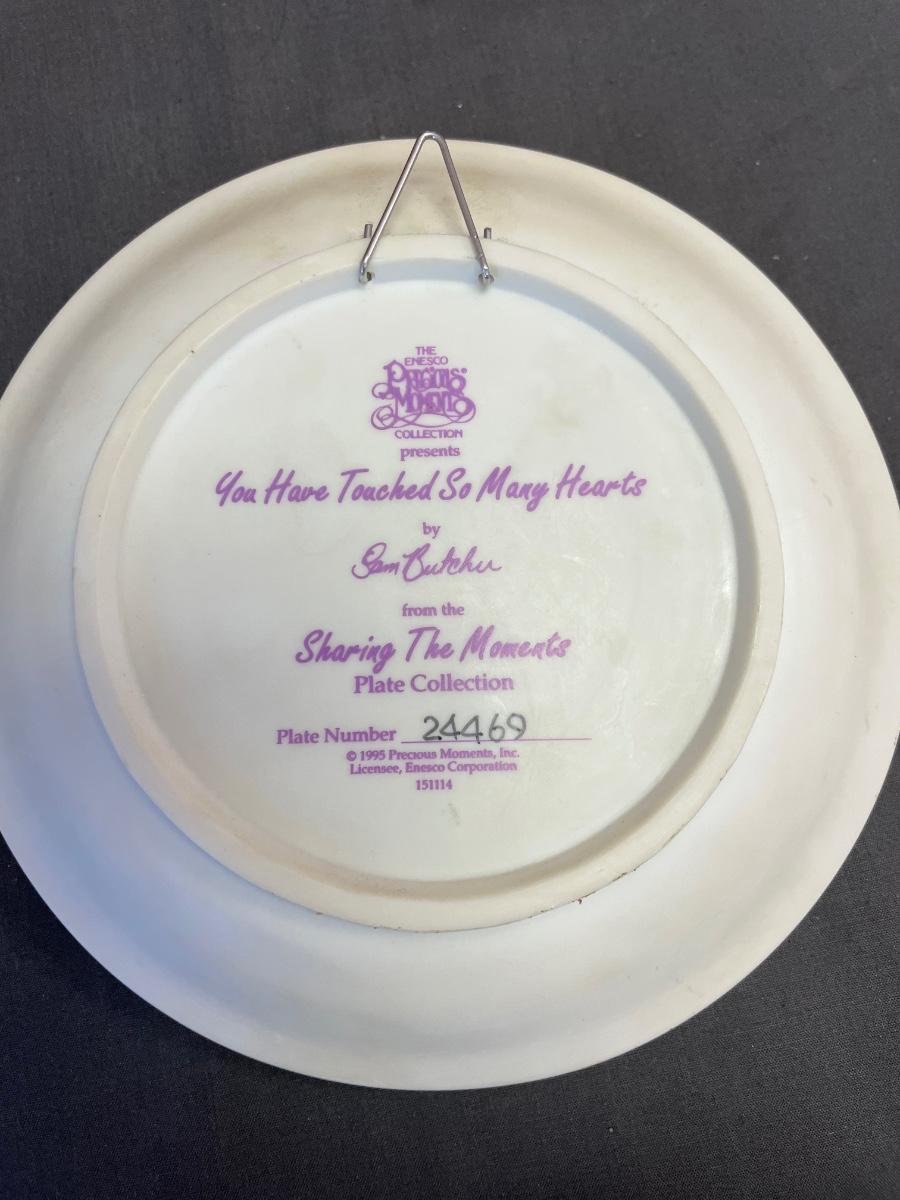 THE
ENESCO
PRECIOUS
MOMENTS
COLLECTION
presents
You Have Touched So Many Hearts
by
Sam Butcher
from the
Sharing The Moments
Plate Collection
Plate Number 24469
© 1995 Precious Moments, Inc.
Licensee, Enesco Corporation
151114